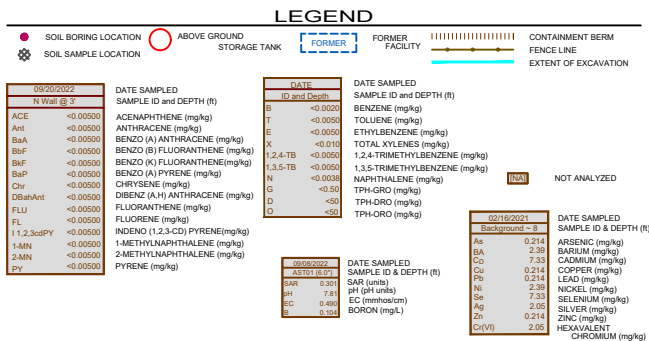 LEGEND
SOIL BORING LOCATION
SOIL SAMPLE LOCATION
ABOVE GROUND
STORAGE TANK
FORMER
FORMER
FACILITY
CONTAINMENT BERM
FENCE LINE
EXTENT OF EXCAVATION
09/20/2022 DATE SAMPLED
N Wall @ 3' SAMPLE ID and DEPTH (ft)
ACE <0.00500 ACENAPHTHENE (mg/kg)
Ant <0.00500 ANTHRACENE (mg/kg)
BaA <0.00500 BENZO (A) ANTHRACENE (mg/kg)
BbF <0.00500 BENZO (B) FLUORANTHENE (mg/kg)
BkF <0.00500 BENZO (K) FLUORANTHENE(mg/kg)
BaP <0.00500 BENZO (A) PYRENE (mg/kg)
Chr <0.00500 CHRYSENE (mg/kg)
DBahAnt <0.00500 DIBENZ (A,H) ANTHRACENE (mg/kg)
FLU <0.00500 FLUORANTHENE (mg/kg)
FL <0.00500 FLUORENE (mg/kg)
I 1,2,3cdPY <0.00500 INDENO (1,2,3-CD) PYRENE(mg/kg)
1-MN <0.00500 1-METHYLNAPHTHALENE (mg/kg)
2-MN <0.00500 2-METHYLNAPHTHALENE (mg/kg)
PY <0.00500 PYRENE (mg/kg)
DATE DATE SAMPLED
ID and Depth SAMPLE ID and DEPTH (ft)
B <0.0020 BENZENE (mg/kg)
T <0.0050 TOLUENE (mg/kg)
E <0.0050 ETHYLBENZENE (mg/kg)
X <0.010 TOTAL XYLENES (mg/kg)
1,2,4-TB <0.0050 1,2,4-TRIMETHYLBENZENE (mg/kg)
1,3,5-TB <0.0050 1,3,5-TRIMETHYLBENZENE (mg/kg)
N <0.0038 NAPHTHALENE (mg/kg)
G <0.50 TPH-GRO (mg/kg)
D <50 TPH-DRO (mg/kg)
O <50 TPH-ORO (mg/kg)
[NA] NOT ANALYZED
09/08/2022 DATE SAMPLED
AST01 (6.0") SAMPLE ID & DEPTH (ft)
SAR 0.301 SAR (units)
pH 7.81 pH (pH units)
EC 0.490 EC (mmhos/cm)
B 0.104 BORON (mg/L)
02/16/2021 DATE SAMPLED
Background ~ 8 SAMPLE ID & DEPTH (ft)
As 0.214 ARSENIC (mg/kg)
BA 2.39 BARIUM (mg/kg)
CD 7.33 CADMIUM (mg/kg)
Cu 0.214 COPPER (mg/kg)
Pb 0.214 LEAD (mg/kg)
Ni 2.39 NICKEL (mg/kg)
Se 7.33 SELENIUM (mg/kg)
Ag 2.05 SILVER (mg/kg)
Zn 0.214 ZINC (mg/kg)
Cr(VI) 2.05 HEXAVALENT
CHROMIUM (mg/kg)